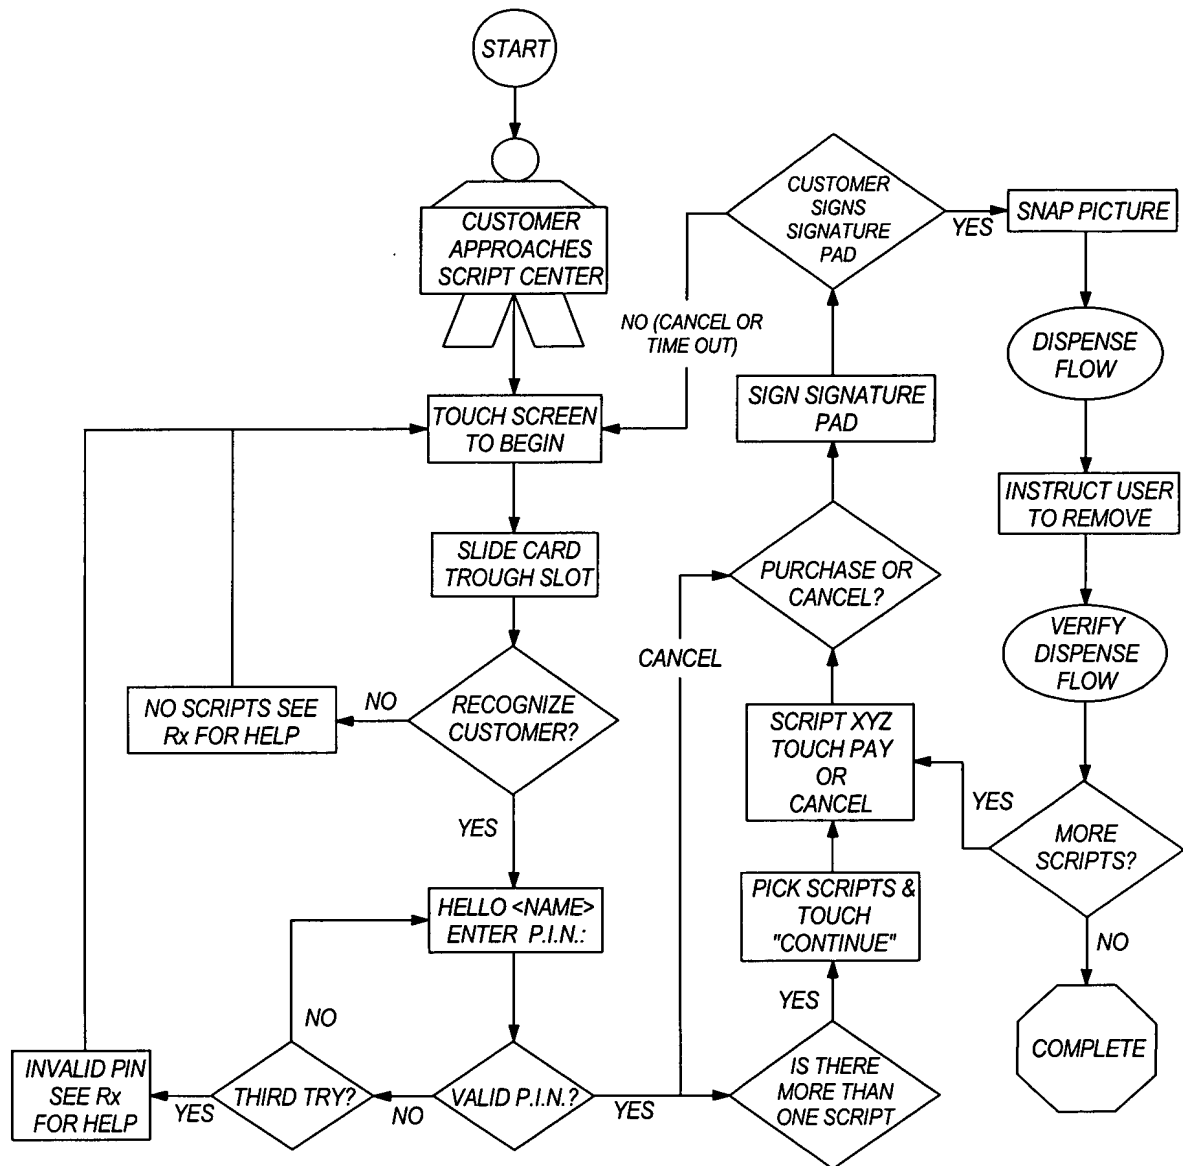 START
CUSTOMER
APPROACHES
SCRIPT CENTER
TOUCH SCREEN
TO BEGIN
SLIDE CARD
TROUGH SLOT
RECOGNIZE
CUSTOMER?
NO
NO SCRIPTS SEE
Rx FOR HELP
YES
HELLO <NAME>
ENTER P.I.N.:
VALID P.I.N.?
NO
THIRD TRY?
NO
YES
INVALID PIN
SEE Rx
FOR HELP
YES
CANCEL
IS THERE
MORE THAN
ONE SCRIPT
YES
PICK SCRIPTS &
TOUCH
"CONTINUE"
SCRIPT XYZ
TOUCH PAY
OR
CANCEL
PURCHASE OR
CANCEL?
SIGN SIGNATURE
PAD
CUSTOMER
SIGNS
SIGNATURE
PAD
NO (CANCEL OR
TIME OUT)
YES
SNAP PICTURE
DISPENSE
FLOW
INSTRUCT USER
TO REMOVE
VERIFY
DISPENSE
FLOW
MORE
SCRIPTS?
YES
NO
COMPLETE